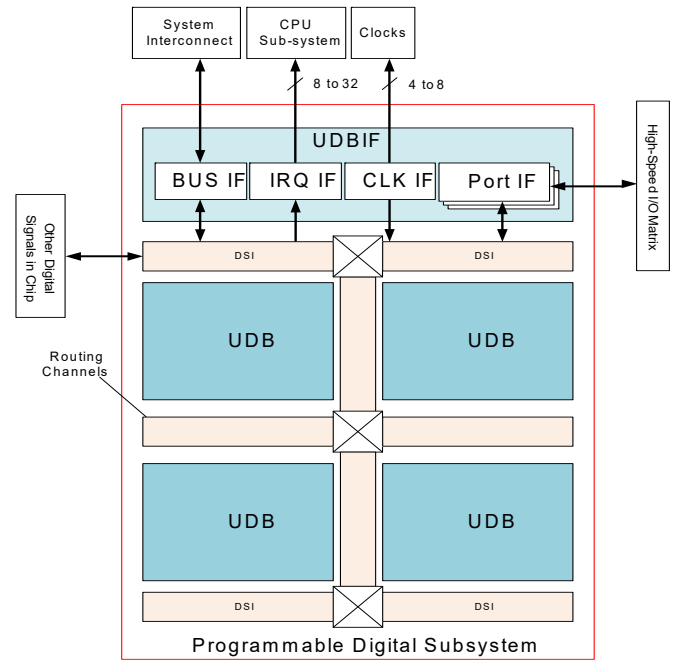 System
Interconnect
CPU
Sub-system
Clocks
8 to 32
4 to 8
High-Speed I/O Matrix
UDBIF
BUS IF
IRQ IF
CLK IF
Port IF
Other Digital
Signals in Chip
DSI
DSI
UDB
UDB
Routing
Channels
UDB
UDB
DSI
DSI
Programmable Digital Subsystem